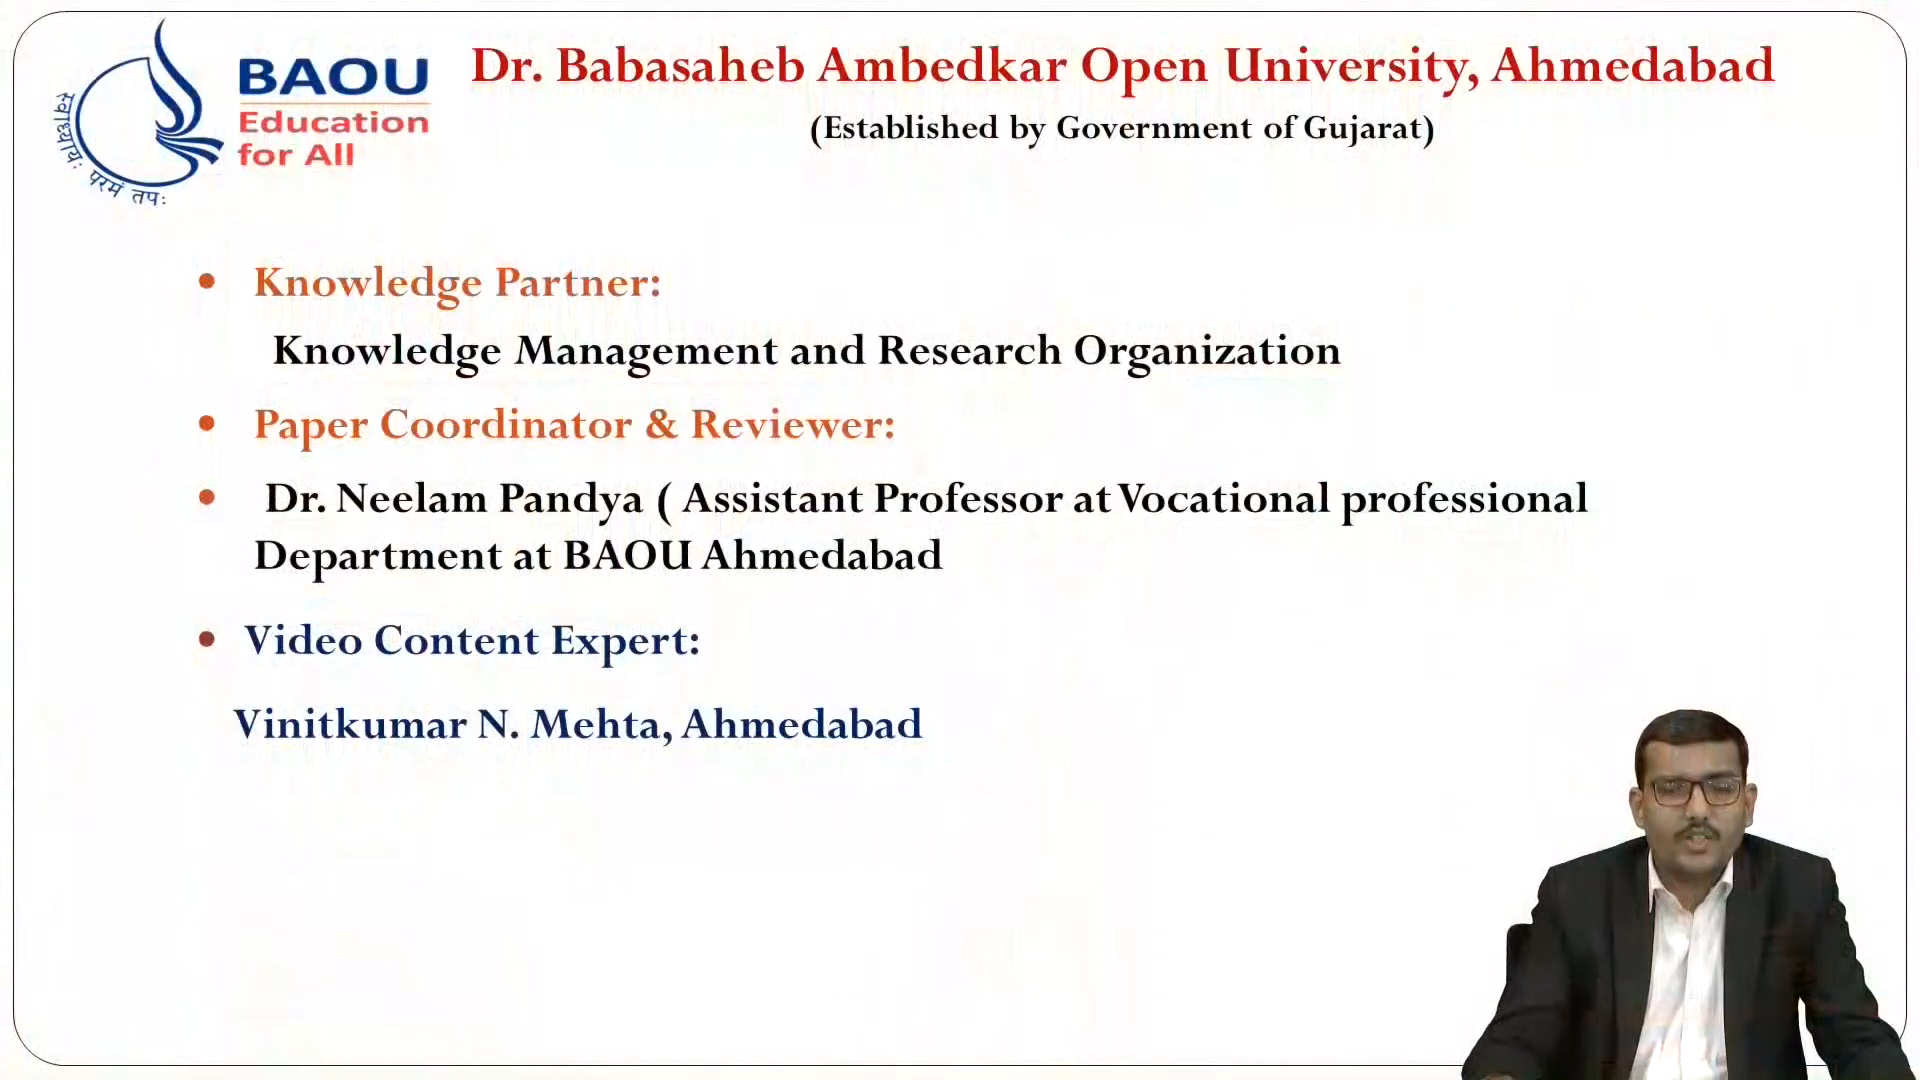 BAOU
Education
for All
स्वाध्यायः परमं तपः
Dr. Babasaheb Ambedkar Open University, Ahmedabad
(Established by Government of Gujarat)
• Knowledge Partner:
Knowledge Management and Research Organization
• Paper Coordinator & Reviewer:
• Dr. Neelam Pandya ( Assistant Professor at Vocational professional
Department at BAOU Ahmedabad
• Video Content Expert:
Vinitkumar N. Mehta, Ahmedabad